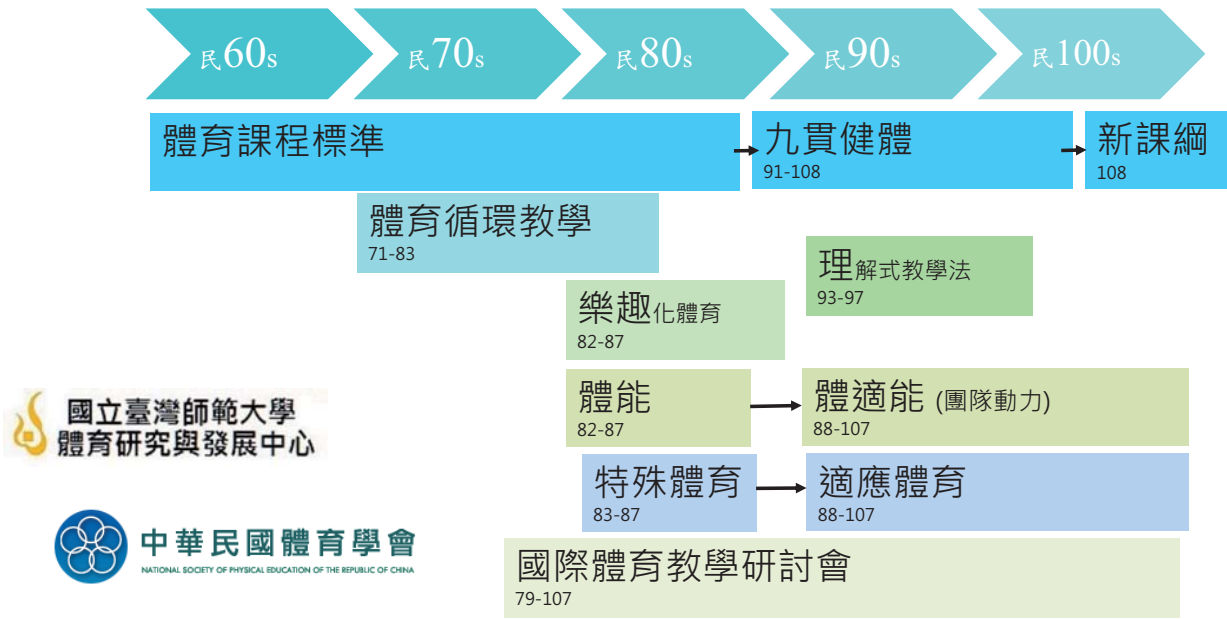 民60s
民70s
民80s
民90s
民100s
體育課程標準
九貫健體
91-108
新課綱
108
體育循環教學
71-83
理解式教學法
93-97
樂趣化體育
82-87
體能
82-87
體適能 (團隊動力)
88-107
國立臺灣師範大學
體育研究與發展中心
特殊體育
83-87
適應體育
88-107
中華民國體育學會
NATIONAL SOCIETY OF PHYSICAL EDUCATION OF THE REPUBLIC OF CHINA
國際體育教學研討會
79-107